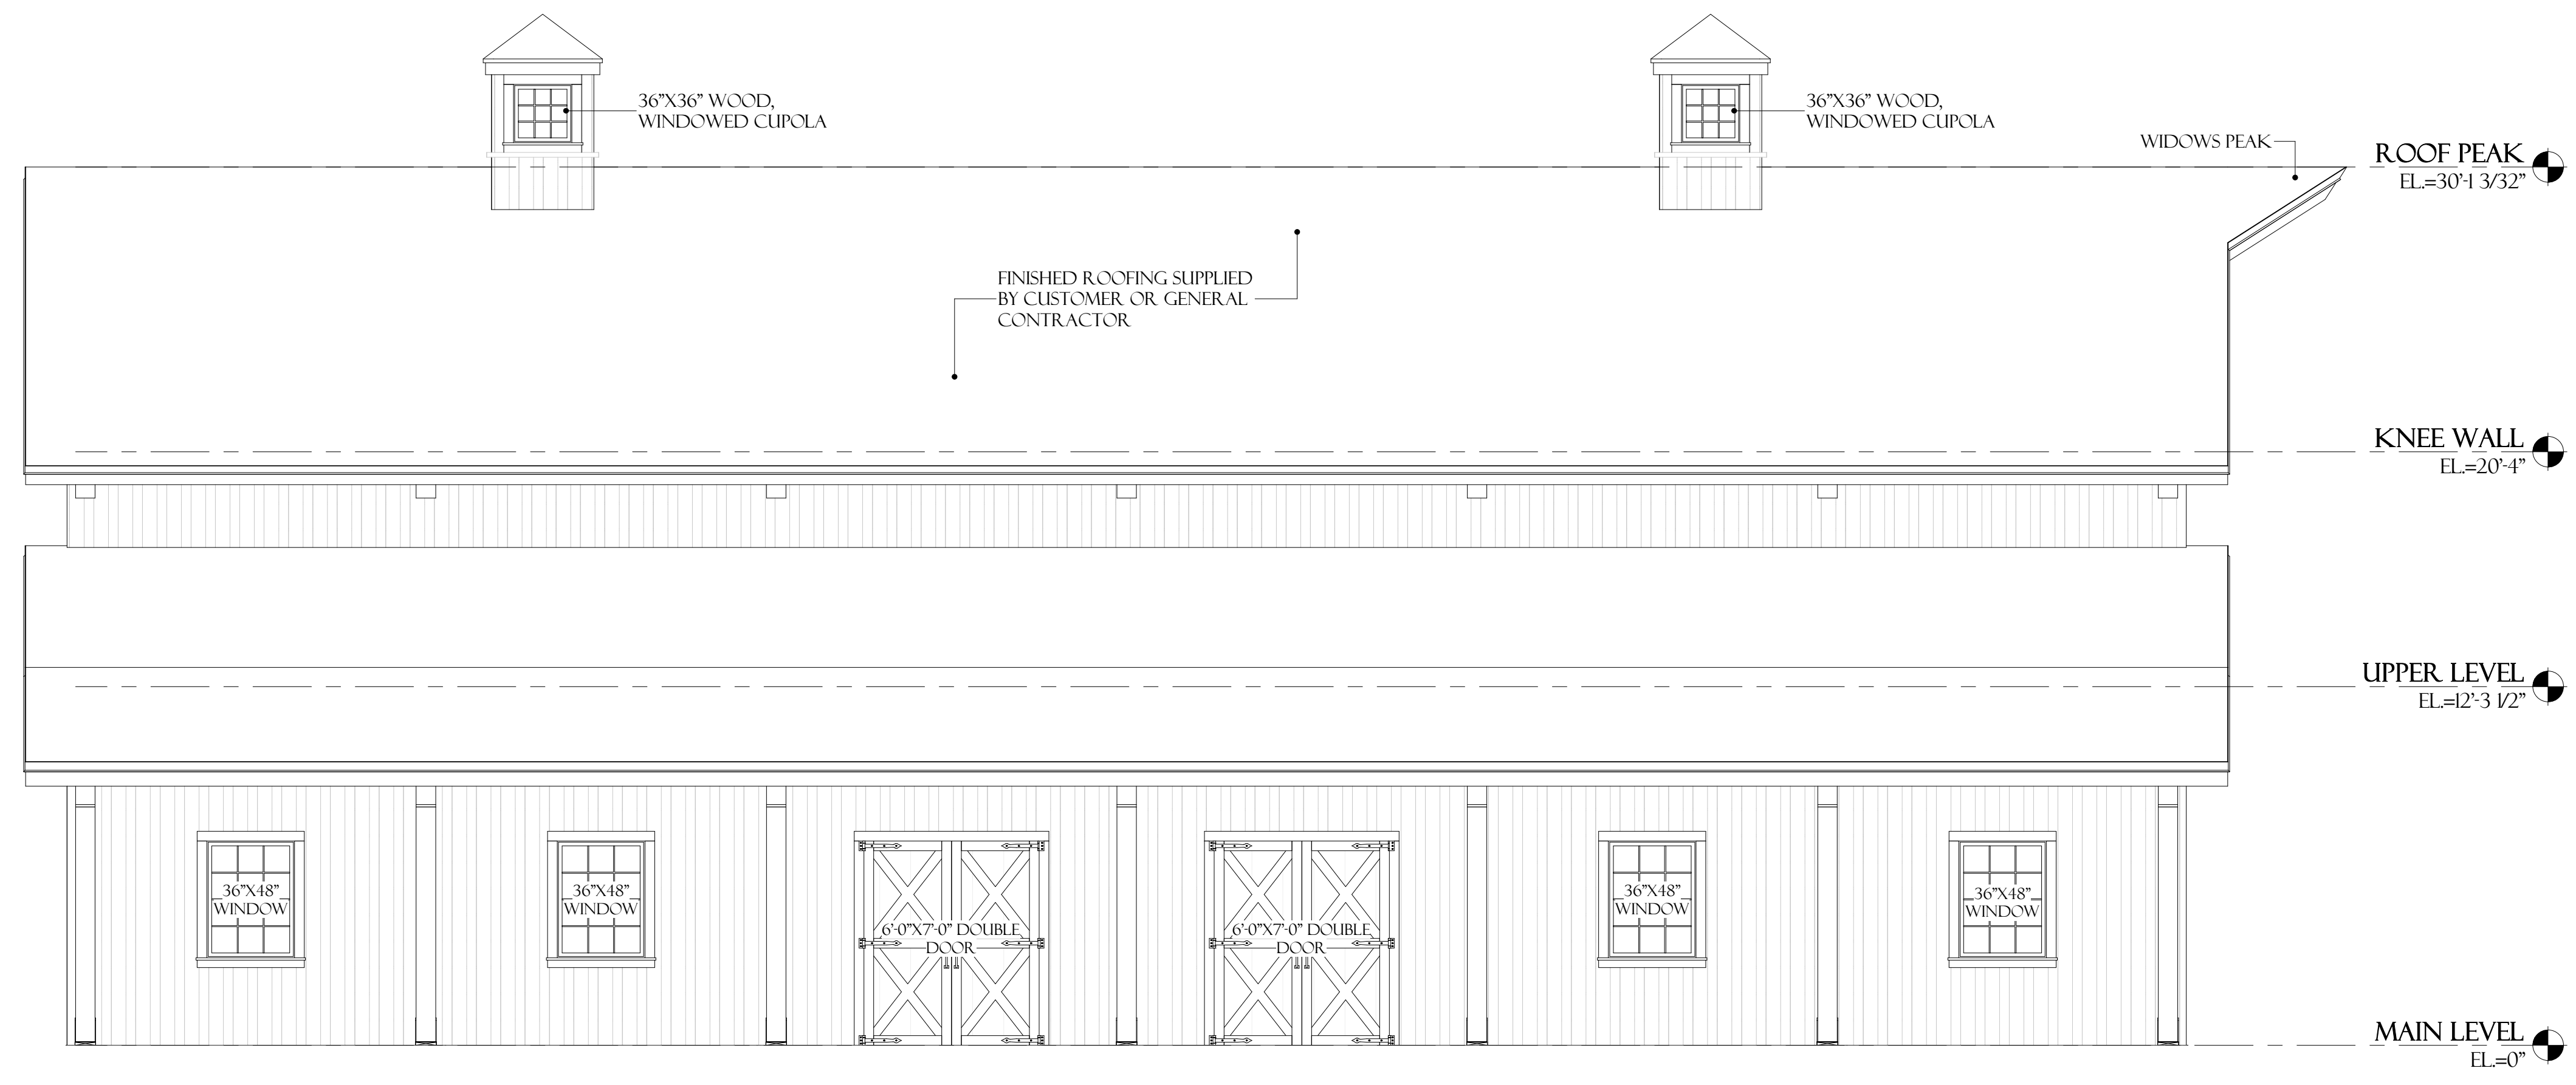 36"X36" WOOD,
WINDOWED CUPOLA
36"X36" WOOD,
WINDOWED CUPOLA
WIDOWS PEAK
ROOF PEAK
EL.=30'-1 3/32"
FINISHED ROOFING SUPPLIED
BY CUSTOMER OR GENERAL
CONTRACTOR
KNEE WALL
EL.=20'-4"
UPPER LEVEL
EL.=12'-3 1/2"
36"X48"
WINDOW
36"X48"
WINDOW
6'-0"X7'-0" DOUBLE
DOOR
6'-0"X7'-0" DOUBLE
DOOR
36"X48"
WINDOW
36"X48"
WINDOW
MAIN LEVEL
EL.=0"